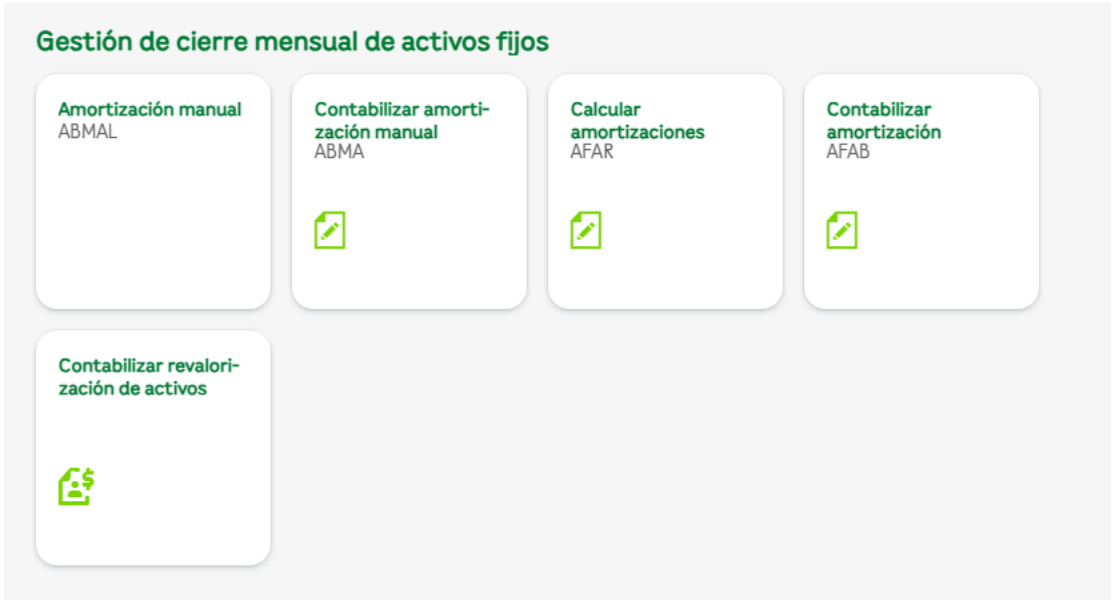 Gestión de cierre mensual de activos fijos
Amortización manual
ABMAL
Contabilizar amorti-
zación manual
ABMA
Calcular
amortizaciones
AFAR
Contabilizar
amortización
AFAB
Contabilizar revalori-
zación de activos